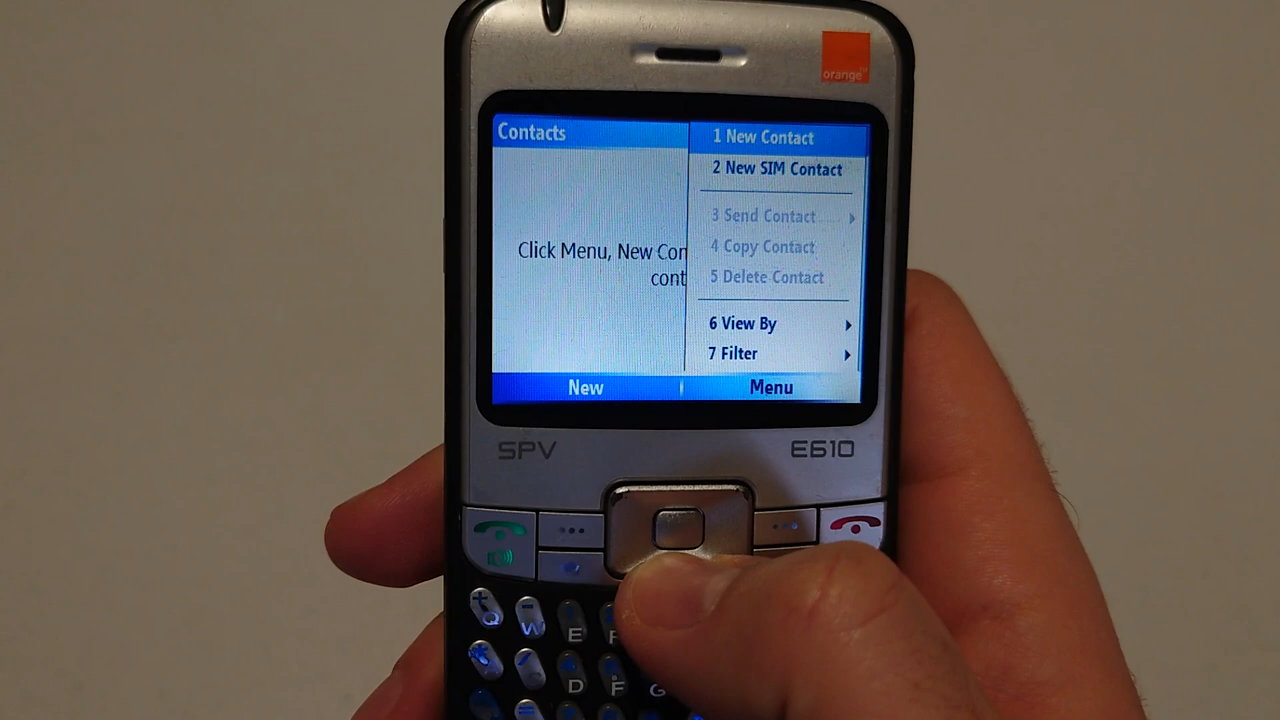 orange™
Contacts
1 New Contact
2 New SIM Contact
3 Send Contact
4 Copy Contact
5 Delete Contact
6 View By
7 Filter
Click Menu, New Con
cont
New
Menu
SPV
E610
Q
W
E
D
F
G